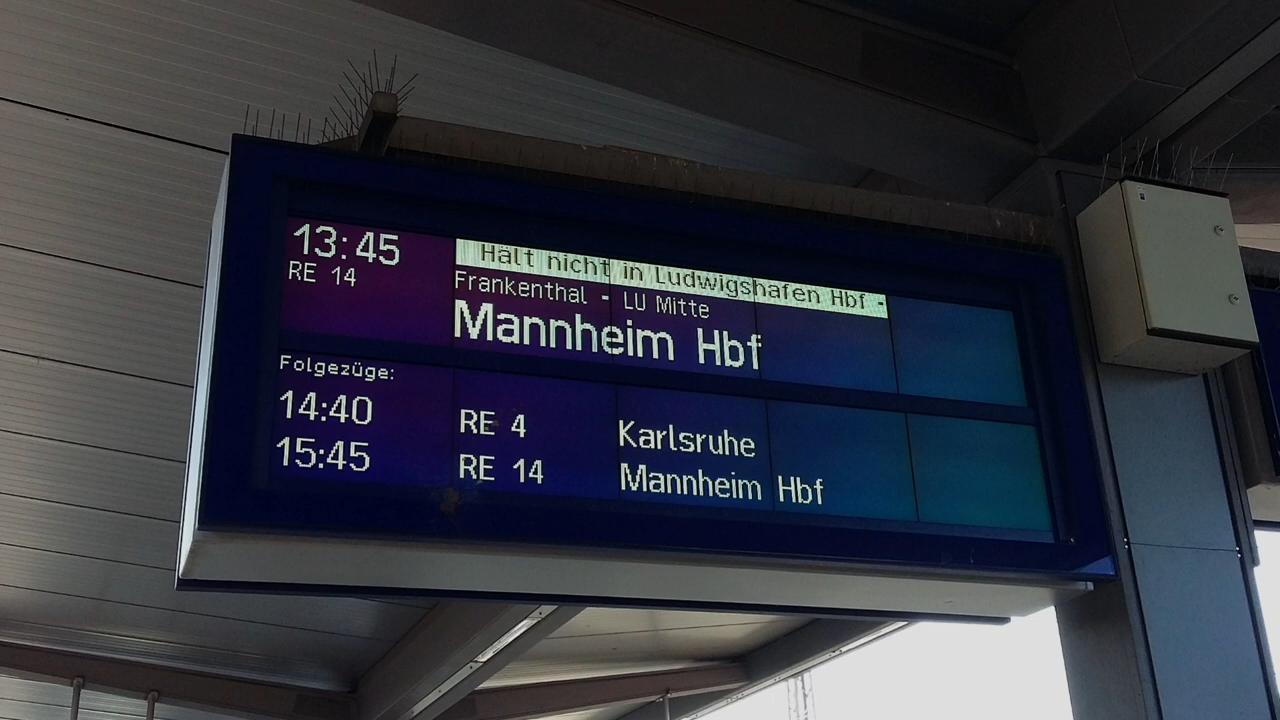 13:45
Hält nicht in Ludwigshafen Hbf -
RE 14
Frankenthal - LU Mitte
Mannheim Hbf
Folgezüge:
14:40 RE 4 Karlsruhe
15:45 RE 14 Mannheim Hbf